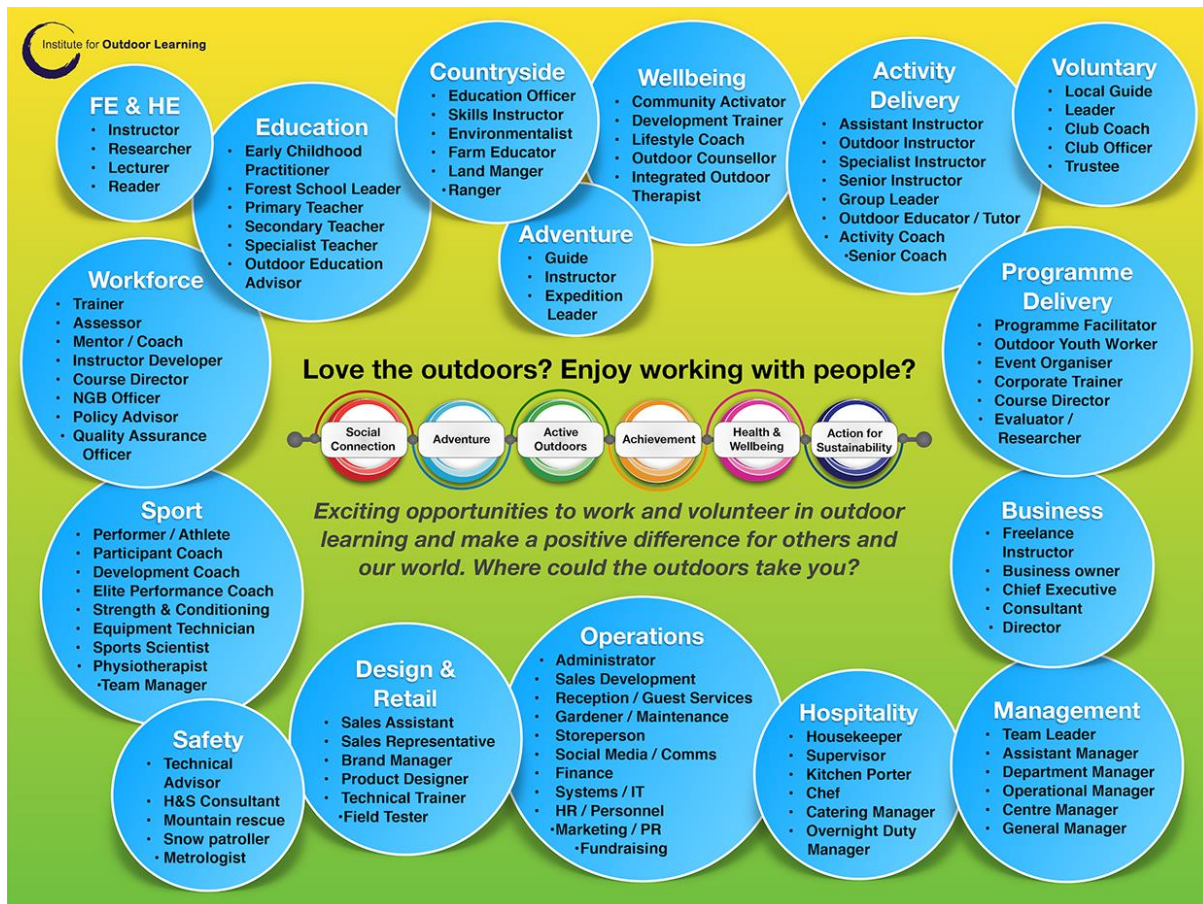 Institute for Outdoor Learning
FE & HE
• Instructor
• Researcher
• Lecturer
• Reader
Education
• Early Childhood
Practitioner
• Forest School Leader
• Primary Teacher
• Secondary Teacher
• Specialist Teacher
• Outdoor Education
Advisor
Countryside
• Education Officer
• Skills Instructor
• Environmentalist
• Farm Educator
• Land Manger
• Ranger
Wellbeing
• Community Activator
• Development Trainer
• Lifestyle Coach
• Outdoor Counsellor
• Integrated Outdoor
Therapist
Adventure
• Guide
• Instructor
• Expedition
Leader
Activity
Delivery
• Assistant Instructor
• Outdoor Instructor
• Specialist Instructor
• Senior Instructor
• Group Leader
• Outdoor Educator / Tutor
• Activity Coach
• Senior Coach
Voluntary
• Local Guide
• Leader
• Club Coach
• Club Officer
• Trustee
Workforce
• Trainer
• Assessor
• Mentor / Coach
• Instructor Developer
• Course Director
• NGB Officer
• Policy Advisor
• Quality Assurance
Officer
Programme
Delivery
• Programme Facilitator
• Outdoor Youth Worker
• Event Organiser
• Corporate Trainer
• Course Director
• Evaluator /
Researcher
Love the outdoors? Enjoy working with people?
Social
Connection
Adventure
Active
Outdoors
Achievement
Health &
Wellbeing
Action for
Sustainability
Exciting opportunities to work and volunteer in outdoor
learning and make a positive difference for others and
our world. Where could the outdoors take you?
Sport
• Performer / Athlete
• Participant Coach
• Development Coach
• Elite Performance Coach
• Strength & Conditioning
• Equipment Technician
• Sports Scientist
• Physiotherapist
• Team Manager
Business
• Freelance
Instructor
• Business owner
• Chief Executive
• Consultant
• Director
Safety
• Technical
Advisor
• H&S Consultant
• Mountain rescue
• Snow patroller
• Metrologist
Design &
Retail
• Sales Assistant
• Sales Representative
• Brand Manager
• Product Designer
• Technical Trainer
• Field Tester
Operations
• Administrator
• Sales Development
• Reception / Guest Services
• Gardener / Maintenance
• Storeperson
• Social Media / Comms
• Finance
• Systems / IT
• HR / Personnel
• Marketing / PR
• Fundraising
Hospitality
• Housekeeper
• Supervisor
• Kitchen Porter
• Chef
• Catering Manager
• Overnight Duty
Manager
Management
• Team Leader
• Assistant Manager
• Department Manager
• Operational Manager
• Centre Manager
• General Manager